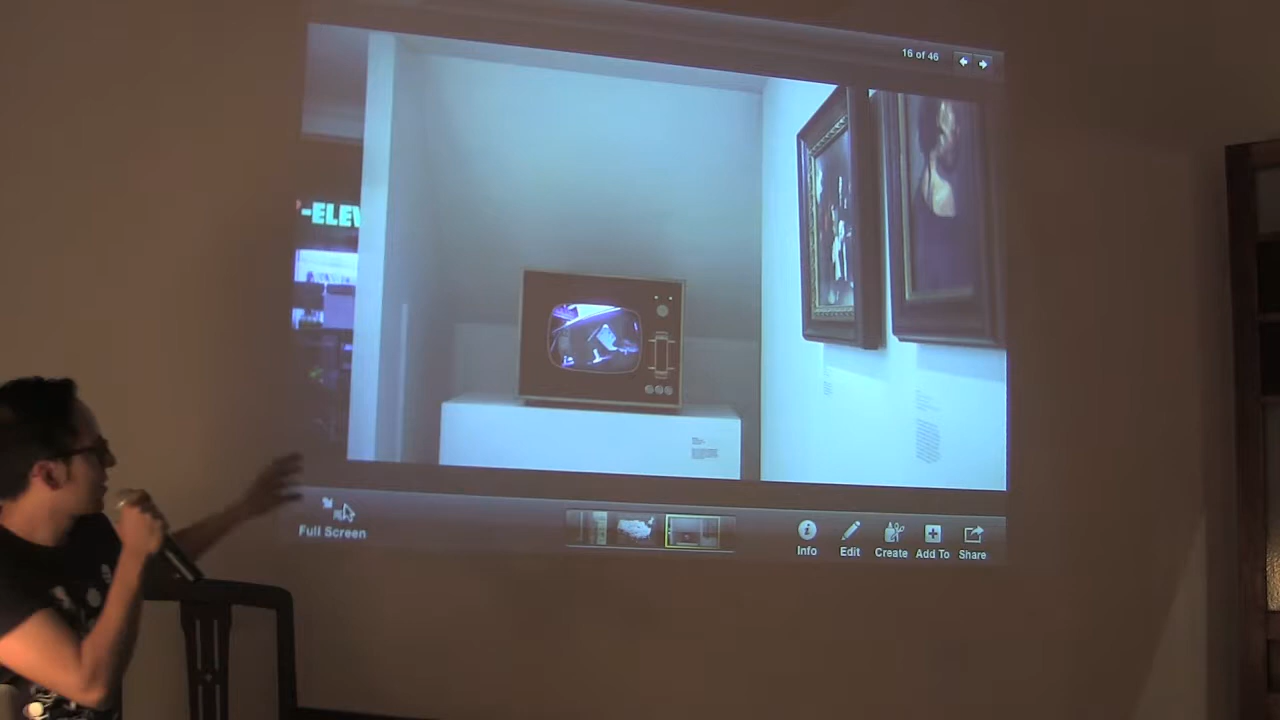 16 of 46
-ELEV
Full Screen
Info
Edit
Create
Add To
Share